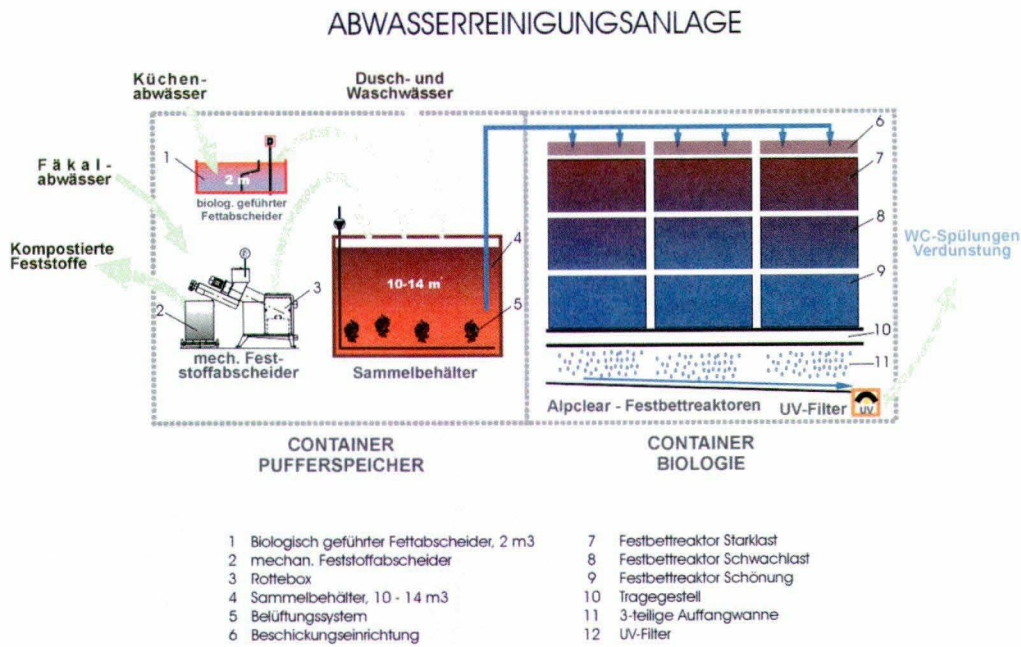 ABWASSERREINIGUNGSANLAGE
Küchen-
abwässer
Dusch- und
Waschwässer
Fäkal-
abwässer
1
2 m
biolog. geführter
Fettabscheider
Kompostierte
Feststoffe
2
3
mech. Fest-
stoffabscheider
4
10-14 m
5
Sammelbehälter
6
7
8
9
10
11
WC-Spülungen
Verdunstung
Alpclear - Festbettreaktoren
UV-Filter
UV
CONTAINER
PUFFERSPEICHER
CONTAINER
BIOLOGIE
1 Biologisch geführter Fettabscheider, 2 m3
2 mechan. Feststoffabscheider
3 Rottebox
4 Sammelbehälter, 10 - 14 m3
5 Belüftungssystem
6 Beschickungseinrichtung
7 Festbettreaktor Starklast
8 Festbettreaktor Schwachlast
9 Festbettreaktor Schönung
10 Tragegestell
11 3-teilige Auffangwanne
12 UV-Filter